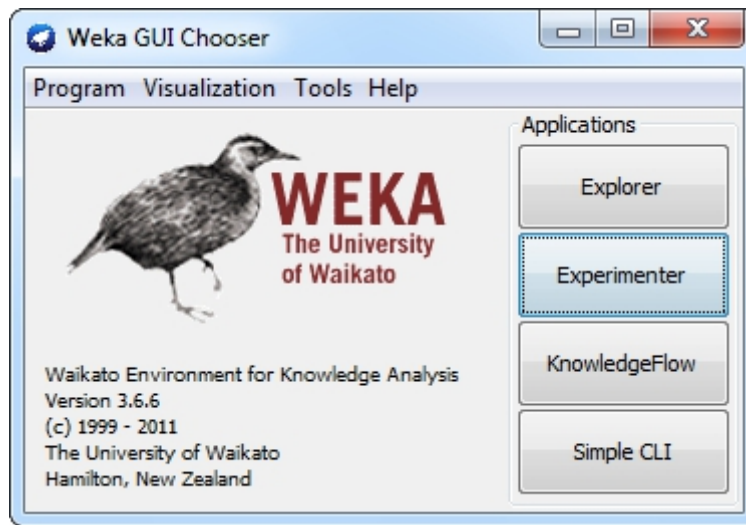 Weka GUI Chooser
Program Visualization Tools Help
WEKA
The University
of Waikato
Waikato Environment for Knowledge Analysis
Version 3.6.6
(c) 1999 - 2011
The University of Waikato
Hamilton, New Zealand
Applications
Explorer
Experimenter
KnowledgeFlow
Simple CLI